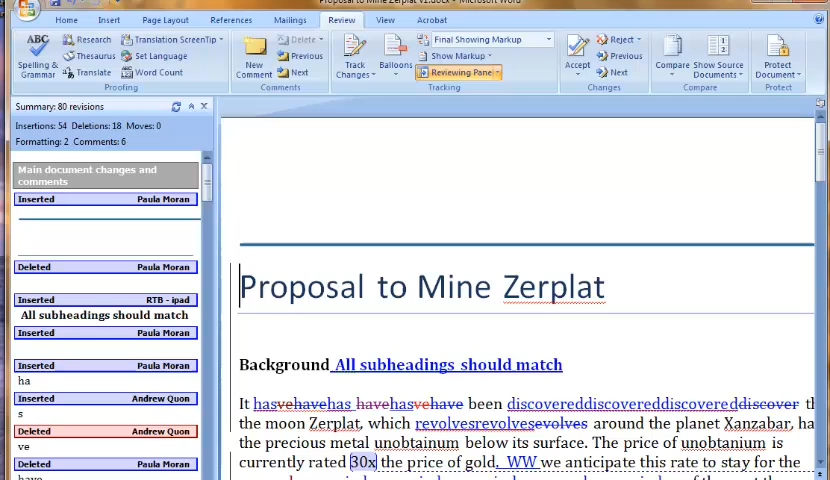 Proposal to Mine Zerplat v1.docx - Microsoft Word
Home Insert Page Layout References Mailings Review View Acrobat
ABC Research Translation ScreenTip Delete Final Showing Markup Reject
Thesaurus Set Language Previous Show Markup Previous
Spelling & Grammar Translate Word Count New Comment Next Track Changes Balloons Reviewing Pane Accept Next Compare Show Source Documents Protect Document
Proofing Comments Tracking Changes Compare Protect
Summary: 80 revisions
Insertions: 54 Deletions: 18 Moves: 0
Formatting: 2 Comments: 6
Main document changes and
comments
Inserted Paula Moran
Deleted Paula Moran
Inserted RTB - ipad
All subheadings should match
Inserted Paula Moran
Inserted Paula Moran
ha
Inserted Andrew Quon
s
Deleted Andrew Quon
ve
Inserted Paula Moran
have
Proposal to Mine Zerplat
Background All subheadings should match
It hasvehavehas havehasvehave been discovereddiscovereddiscovereddiscover th
the moon Zerplat, which revolvesrevolvesevolves around the planet Xanzabar, ha
the precious metal unobtainum below its surface. The price of unobtanium is
currently rated 30x the price of gold. WW we anticipate this rate to stay for the